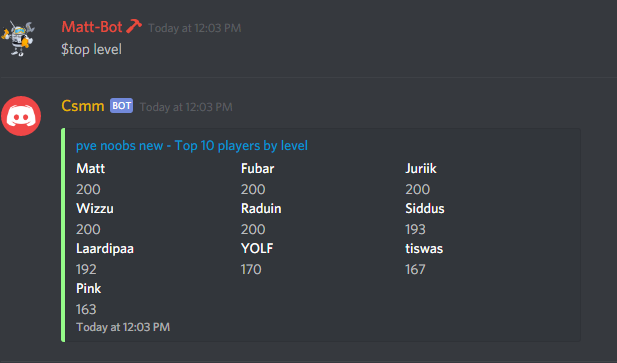 Matt-Bot Today at 12:03 PM
$top level
Csmm BOT Today at 12:03 PM
pve noobs new - Top 10 players by level
Matt Fubar Juriik
200 200 200
Wizzu Raduin Siddus
200 200 193
Laardipaa YOLF tiswas
192 170 167
Pink
163
Today at 12:03 PM